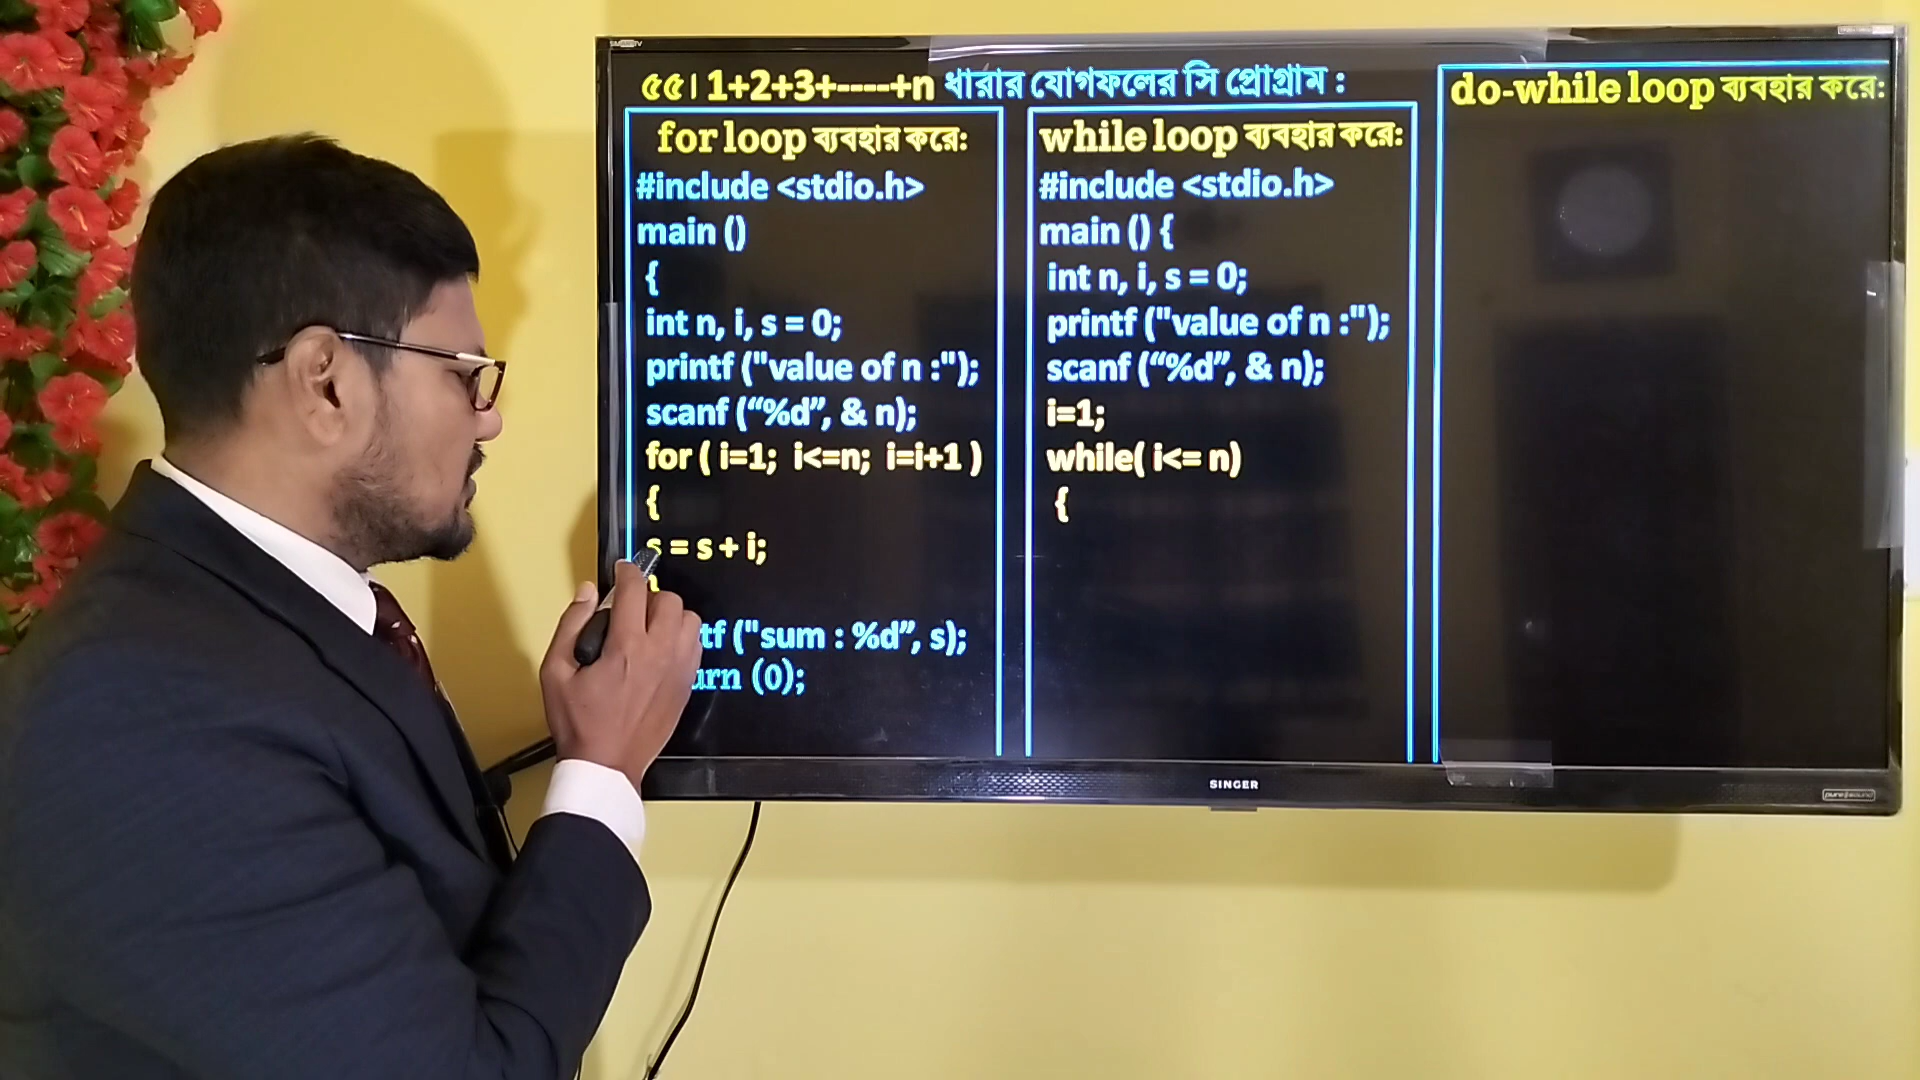 ৫৫। 1+2+3+----+n ধারার যোগফলের সি প্রোগ্রাম :
for loop ব্যবহার করে:
#include <stdio.h>
main ()
{
int n, i, s = 0;
printf ("value of n :");
scanf (“%d”, & n);
for ( i=1; i<=n; i=i+1 )
{
s = s + i;
tf ("sum : %d”, s);
urn (0);
while loop ব্যবহার করে:
#include <stdio.h>
main () {
int n, i, s = 0;
printf ("value of n :");
scanf (“%d”, & n);
i=1;
while( i<= n)
{
do-while loop ব্যবহার করে:
SINGER